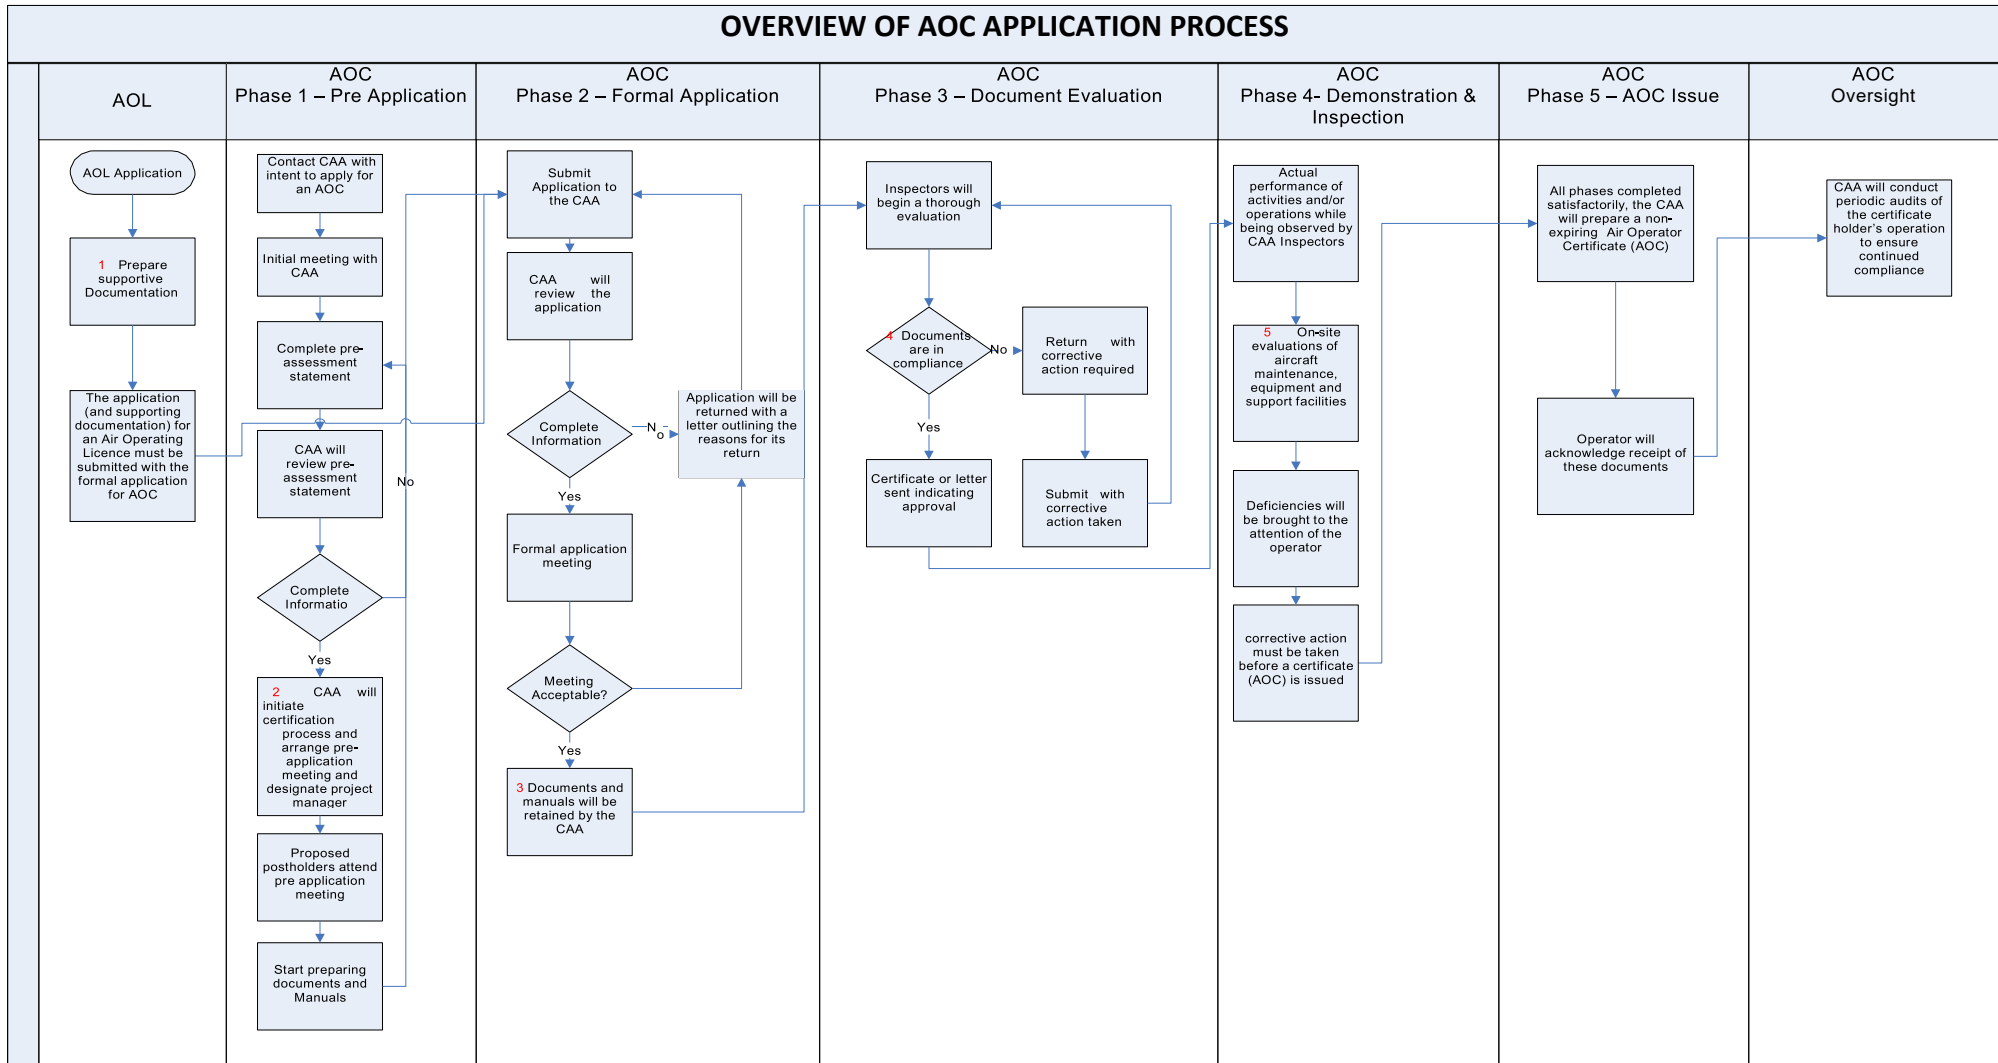 OVERVIEW OF AOC APPLICATION PROCESS
AOL
AOC
Phase 1 – Pre Application
AOC
Phase 2 – Formal Application
AOC
Phase 3 – Document Evaluation
AOC
Phase 4- Demonstration &
Inspection
AOC
Phase 5 – AOC Issue
AOC
Oversight
AOL Application
1 Prepare
supportive
Documentation
The application
(and supporting
documentation) for
an Air Operating
Licence must be
submitted with the
formal application
for AOC
Contact CAA with
intent to apply for
an AOC
Initial meeting with
CAA
Complete pre-
assessment
statement
CAA will
review pre-
assessment
statement
No
Complete
Informatio
Yes
2 CAA will
initiate
certification
process and
arrange pre-
application
meeting and
designate project
manager
Proposed
postholders attend
pre application
meeting
Start preparing
documents and
Manuals
Submit
Application to
the CAA
CAA will
review the
application
Complete
Information
No
Application will be
returned with a
letter outlining the
reasons for its
return
Yes
Formal application
meeting
Meeting
Acceptable?
Yes
3 Documents and
manuals will be
retained by the
CAA
Inspectors will
begin a thorough
evaluation
4 Documents
are in
compliance
No
Return with
corrective
action required
Yes
Certificate or letter
sent indicating
approval
Submit with
corrective
action taken
Actual
performance of
activities and/or
operations while
being observed by
CAA Inspectors
5 On-site
evaluations of
aircraft
maintenance,
equipment and
support facilities
Deficiencies will
be brought to the
attention of the
operator
corrective action
must be taken
before a certificate
(AOC) is issued
All phases completed
satisfactorily, the CAA
will prepare a non-
expiring Air Operator
Certificate (AOC)
Operator will
acknowledge receipt of
these documents
CAA will conduct
periodic audits of
the certificate
holder's operation
to ensure
continued
compliance